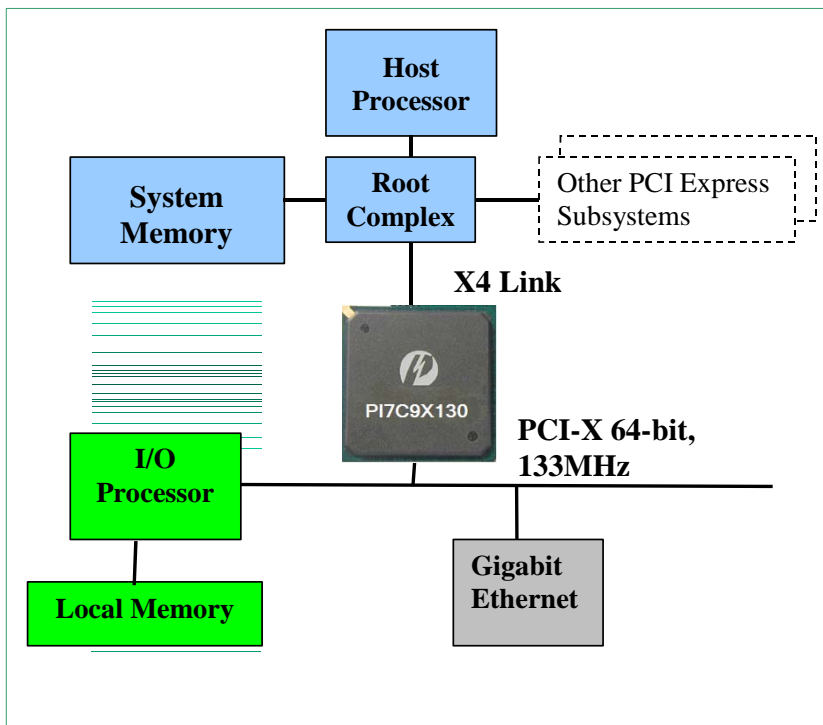 Host
Processor
System
Memory
Root
Complex
Other PCI Express
Subsystems
X4 Link
PI7C9X130
PCI-X 64-bit,
133MHz
I/O
Processor
Local Memory
Gigabit
Ethernet